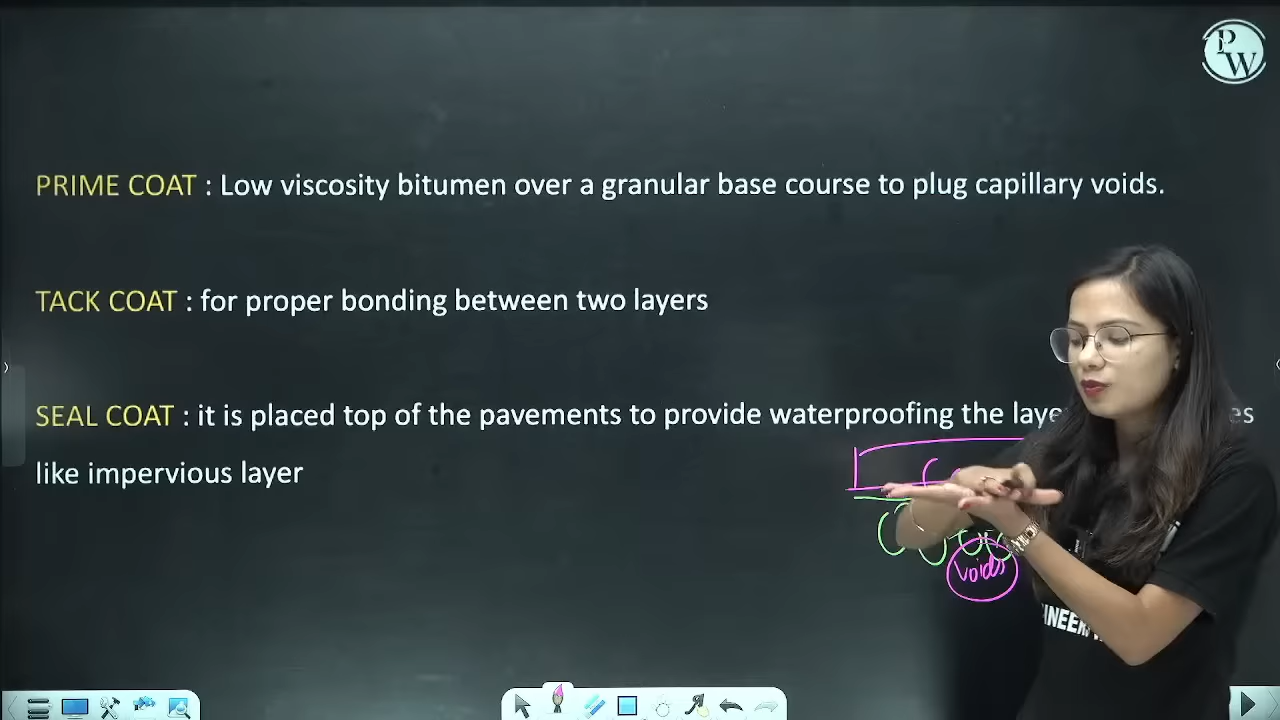 PW
PRIME COAT : Low viscosity bitumen over a granular base course to plug capillary voids.
TACK COAT : for proper bonding between two layers
SEAL COAT : it is placed top of the pavements to provide waterproofing the
like impervious layer
Voids